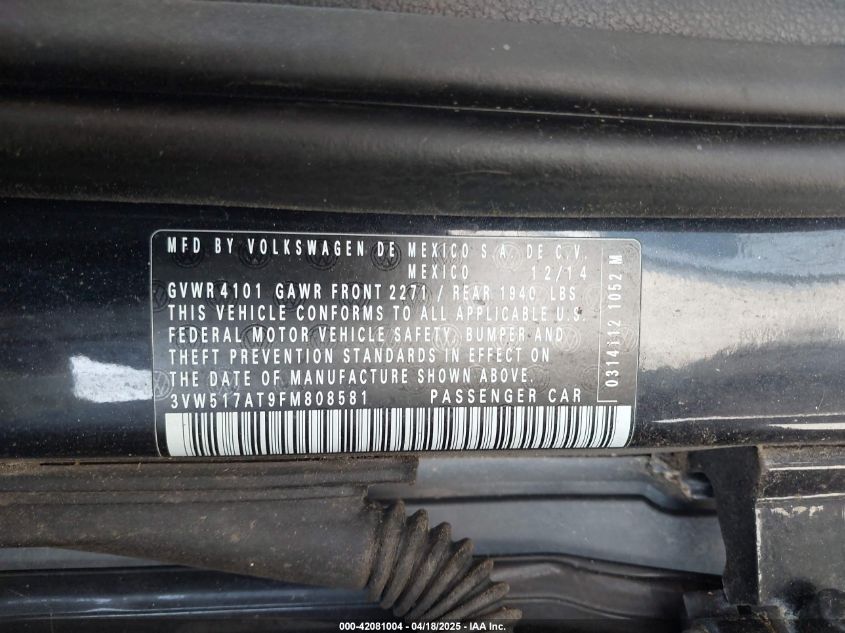 MFD BY VOLKSWAGEN DE MEXICO S.A. DE C.V.
MEXICO 12/14
GVWR 4101 GAWR FRONT 2271 / REAR 1940 LBS
THIS VEHICLE CONFORMS TO ALL APPLICABLE U.S.
FEDERAL MOTOR VEHICLE SAFETY, BUMPER AND
THEFT PREVENTION STANDARDS IN EFFECT ON
THE DATE OF MANUFACTURE SHOWN ABOVE.
3VW517AT9FM808581 PASSENGER CAR
0314112 1052 M
000-42081004 - 04/18/2025 - IAA Inc.